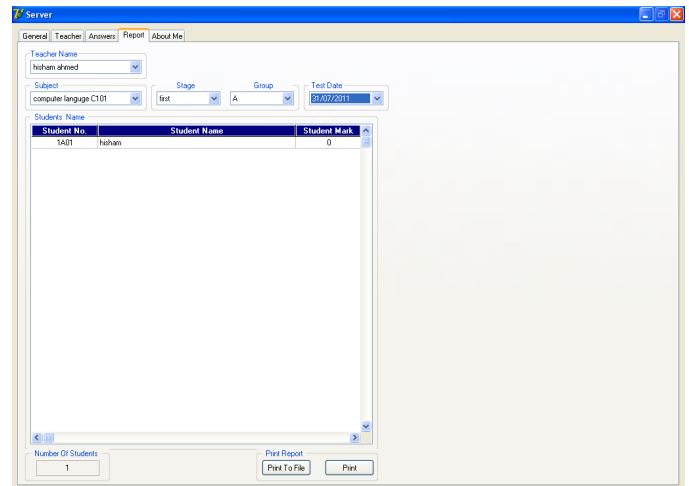 Server
General Teacher Answers Report About Me
Teacher Name
hisham ahmed
Subject Stage Group Test Date
computer languge C101 first A 31/07/2011
Students Name
Student No. Student Name Student Mark
1A01 hisham 0
Number Of Students Print Report
1 Print To File Print